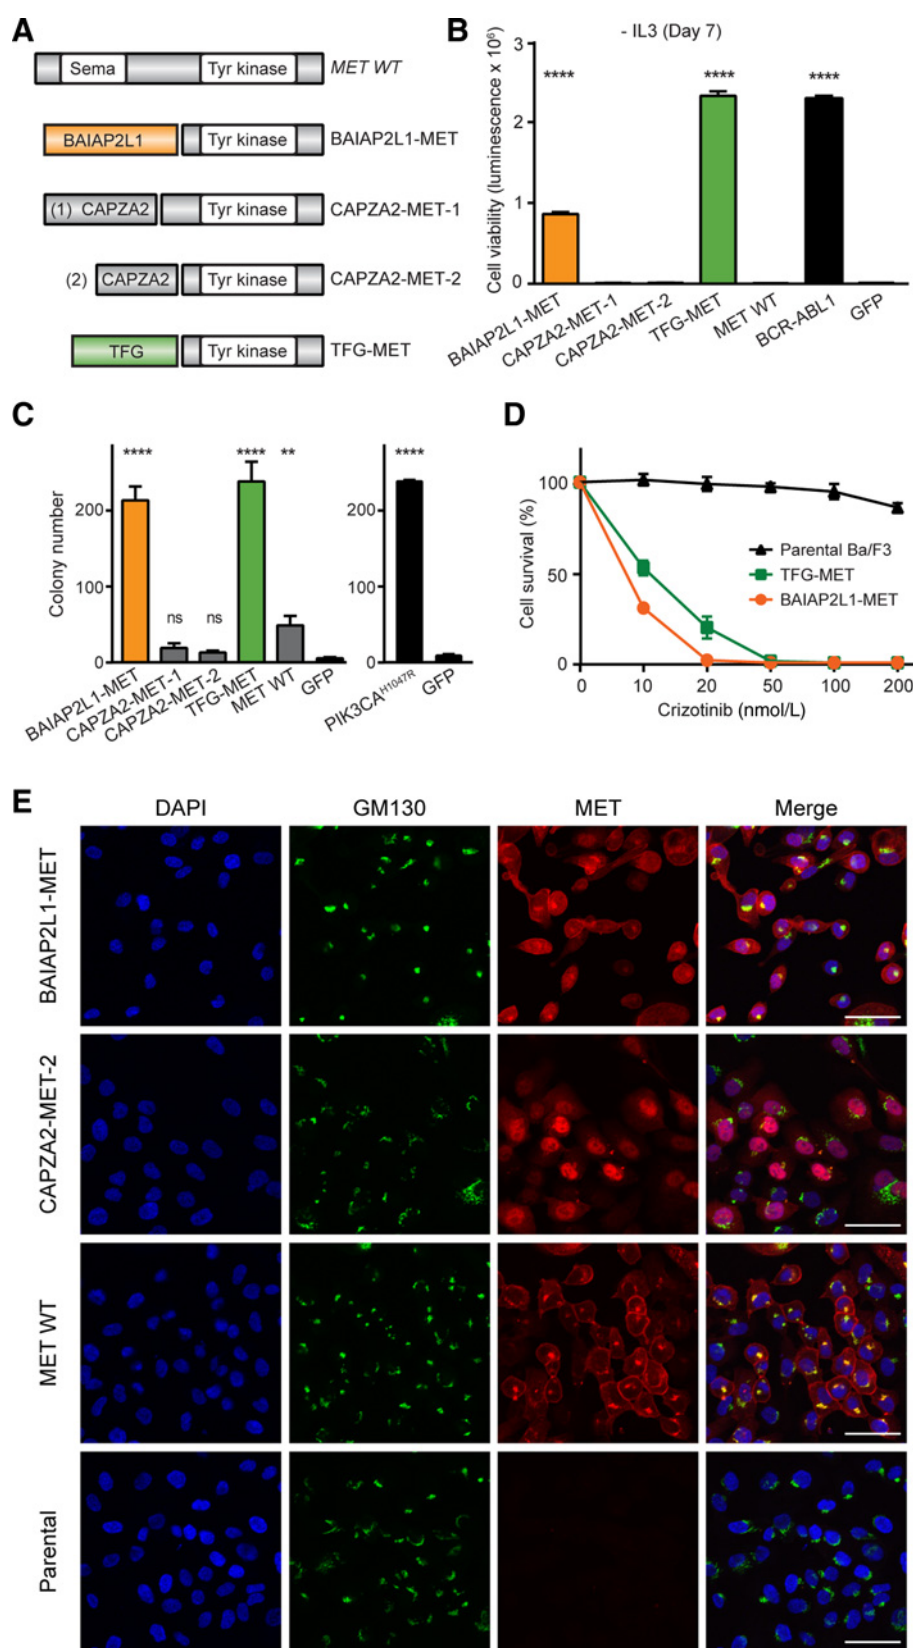 A
Sema
Tyr kinase
MET WT
BAIAP2L1
Tyr kinase
BAIAP2L1-MET
(1) CAPZA2
Tyr kinase
CAPZA2-MET-1
(2)
CAPZA2
Tyr kinase
CAPZA2-MET-2
TFG
Tyr kinase
TFG-MET
B
- IL3 (Day 7)
Cell viability (luminescence x 10⁶)
3
2
1
0
****
****
****
BAIAP2L1-MET
CAPZA2-MET-1
CAPZA2-MET-2
TFG-MET
MET WT
BCR-ABL1
GFP
C
Colony number
200
100
0
****
ns
ns
****
**
BAIAP2L1-MET
CAPZA2-MET-1
CAPZA2-MET-2
TFG-MET
MET WT
GFP
200
100
0
****
PIK3CAᴴ¹⁰⁴⁷ᴿ
GFP
D
Cell survival (%)
100
50
0
Parental Ba/F3
TFG-MET
BAIAP2L1-MET
0 10 20 50 100 200
Crizotinib (nmol/L)
E
DAPI GM130 MET Merge
BAIAP2L1-MET
CAPZA2-MET-2
MET WT
Parental